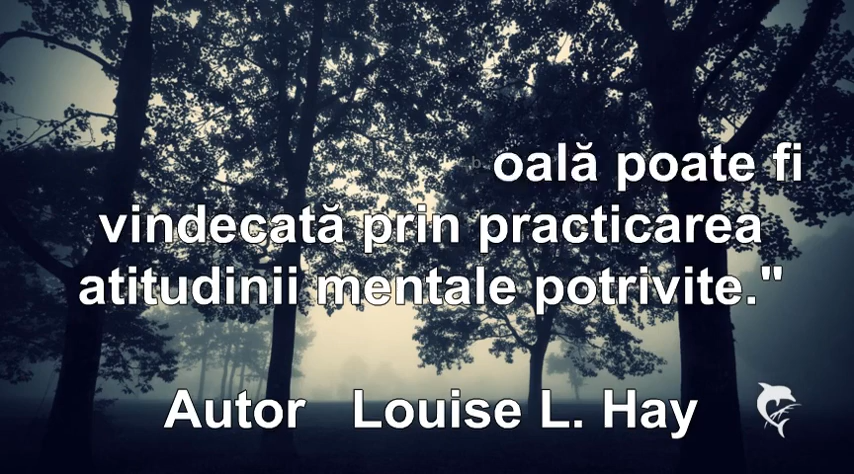 oală poate fi
vindecată prin practicarea
atitudinii mentale potrivite."
Autor Louise L. Hay